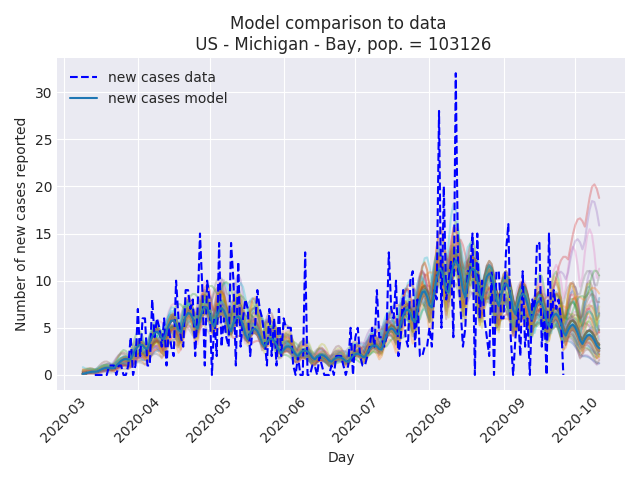 Model comparison to data
US - Michigan - Bay, pop. = 103126
new cases data
new cases model
Number of new cases reported
30
25
20
15
10
5
0
2020-03
2020-04
2020-05
2020-06
2020-07
2020-08
2020-09
2020-10
Day